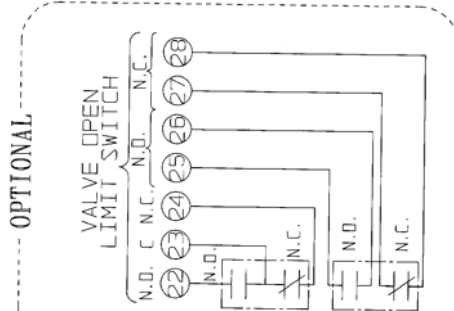 OPTIONAL
VALVE OPEN
LIMIT SWITCH
N.O. C N.C. N.O. N.C.
22 23 24 25 26 27 28
N.O.
N.C.
N.O.
N.C.